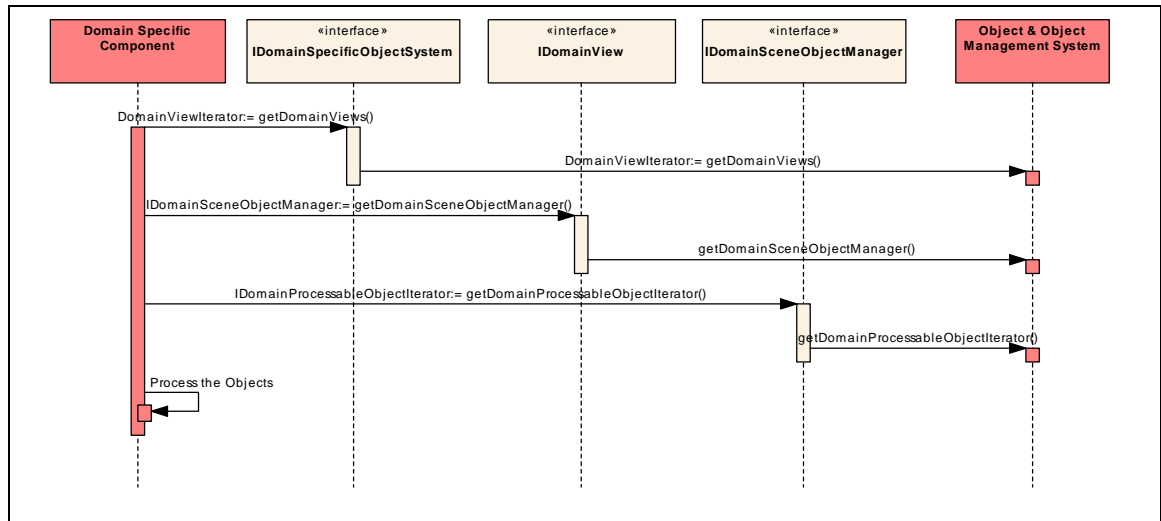 Domain Specific
Component
«interface»
IDomainSpecificObjectSystem
«interface»
IDomainView
«interface»
IDomainSceneObjectManager
Object & Object
Management System
DomainViewIterator:= getDomainViews()
DomainViewIterator:= getDomainViews()
IDomainSceneObjectManager:= getDomainSceneObjectManager()
getDomainSceneObjectManager()
IDomainProcessableObjectIterator:= getDomainProcessableObjectIterator()
getDomainProcessableObjectIterator()
Process the Objects